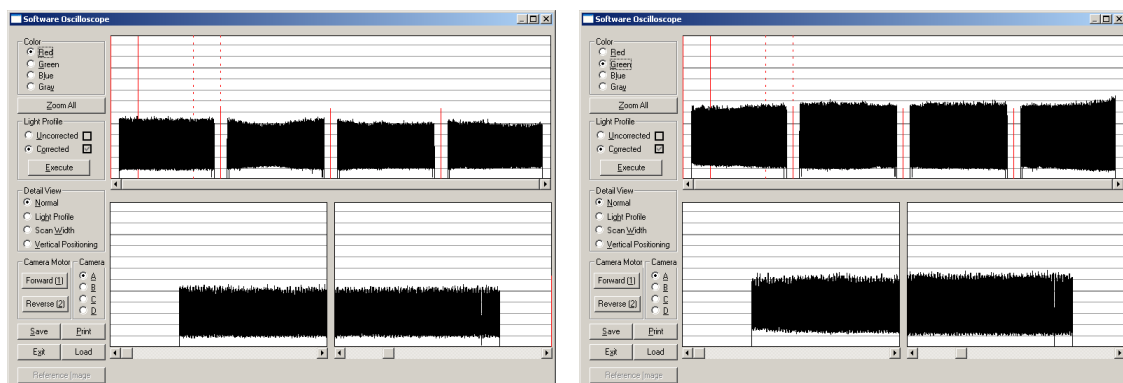 Software Oscilloscope
Color
Red
Green
Blue
Gray
Zoom All
Light Profile
Uncorrected
Corrected
Execute
Detail View
Normal
Light Profile
Scan Width
Vertical Positioning
Camera Motor
Camera
Forward (1)
A
B
Reverse (2)
C
D
Save
Print
Exit
Load
Reference Image
Software Oscilloscope
Color
Red
Green
Blue
Gray
Zoom All
Light Profile
Uncorrected
Corrected
Execute
Detail View
Normal
Light Profile
Scan Width
Vertical Positioning
Camera Motor
Camera
Forward (1)
A
B
Reverse (2)
C
D
Save
Print
Exit
Load
Reference Image